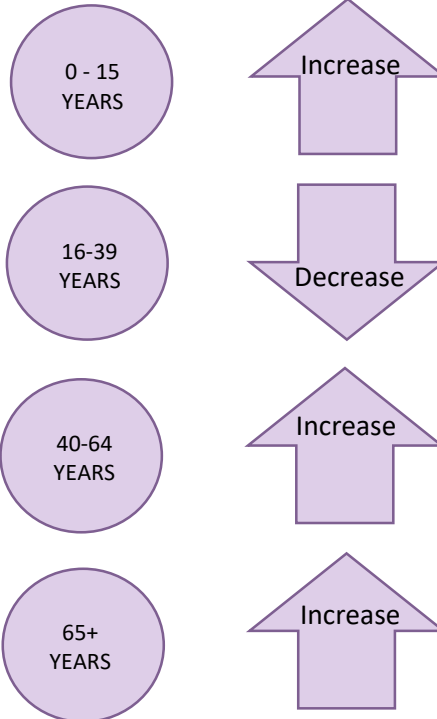 0 - 15
YEARS
Increase
16-39
YEARS
Decrease
40-64
YEARS
Increase
65+
YEARS
Increase